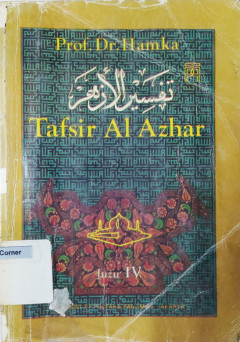 Prof. Dr. Hamka
تفسير الأزهر
Tafsir Al Azhar
Juzu' IV
Corner